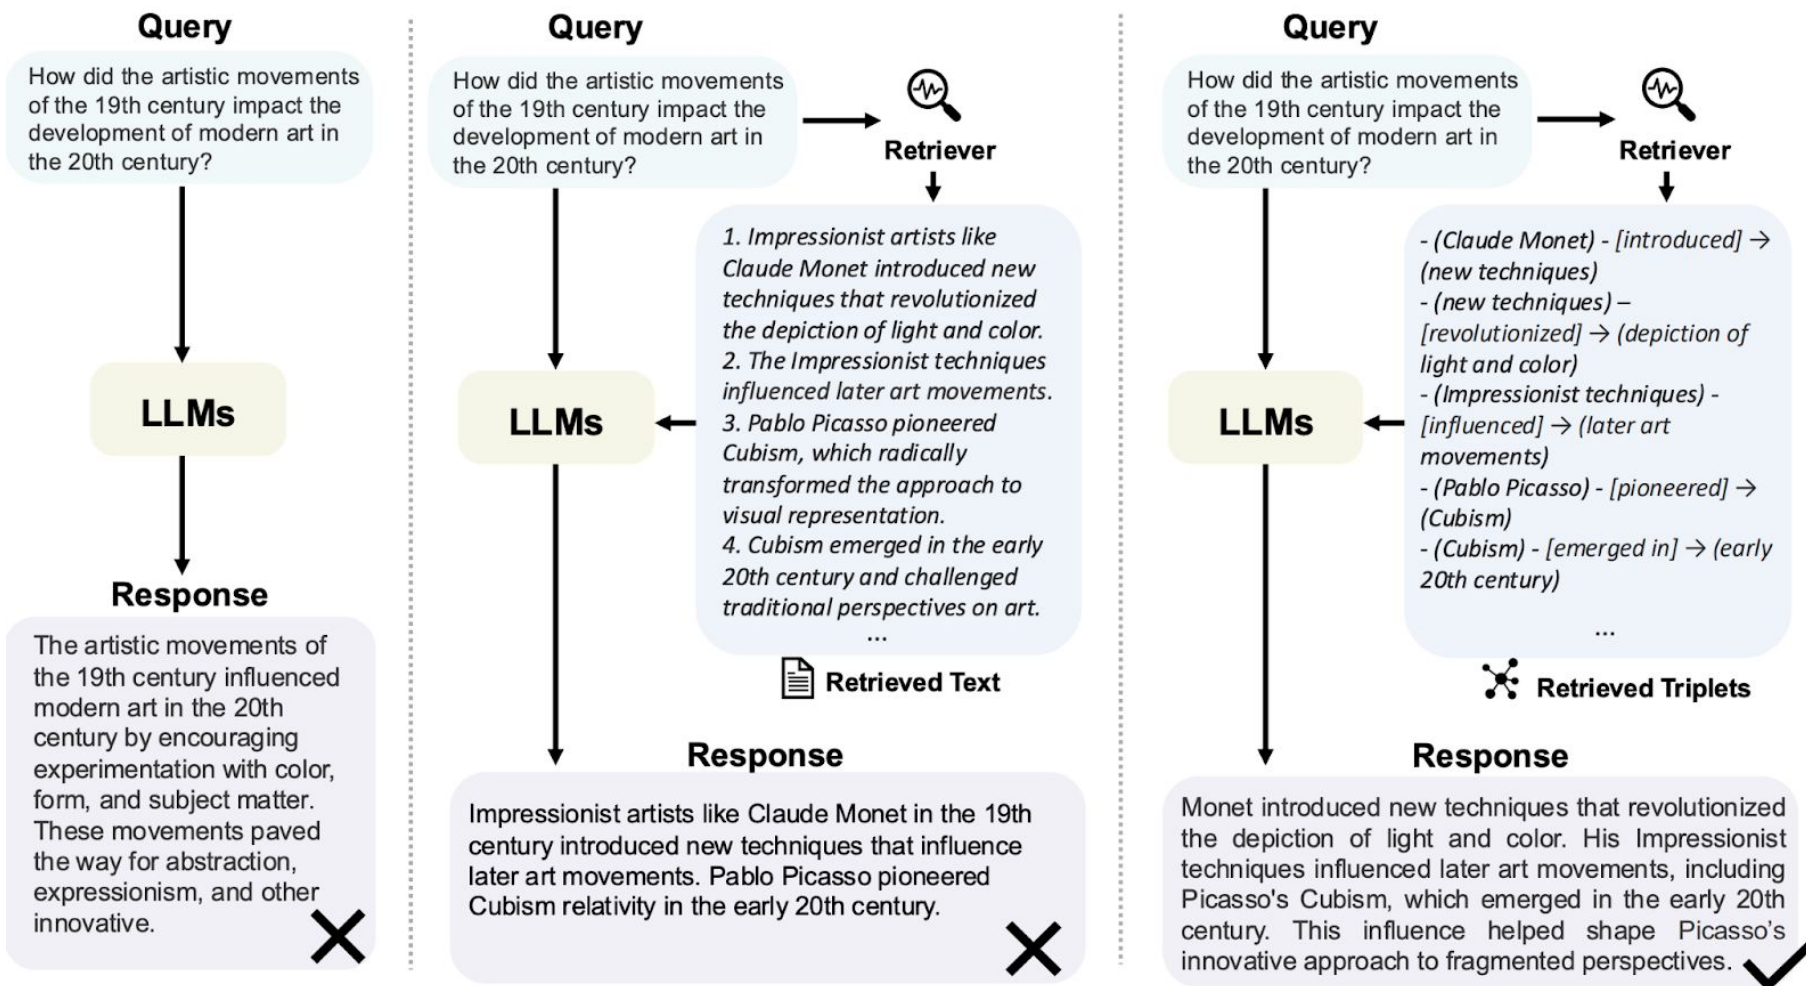 Query
How did the artistic movements
of the 19th century impact the
development of modern art in
the 20th century?
LLMs
Response
The artistic movements of
the 19th century influenced
modern art in the 20th
century by encouraging
experimentation with color,
form, and subject matter.
These movements paved
the way for abstraction,
expressionism, and other
innovative.
Query
How did the artistic movements
of the 19th century impact the
development of modern art in
the 20th century?
Retriever
1. Impressionist artists like
Claude Monet introduced new
techniques that revolutionized
the depiction of light and color.
2. The Impressionist techniques
influenced later art movements.
3. Pablo Picasso pioneered
Cubism, which radically
transformed the approach to
visual representation.
4. Cubism emerged in the early
20th century and challenged
traditional perspectives on art.
...
Retrieved Text
LLMs
Response
Impressionist artists like Claude Monet in the 19th
century introduced new techniques that influence
later art movements. Pablo Picasso pioneered
Cubism relativity in the early 20th century.
Query
How did the artistic movements
of the 19th century impact the
development of modern art in
the 20th century?
Retriever
- (Claude Monet) - [introduced] →
(new techniques)
- (new techniques) –
[revolutionized] → (depiction of
light and color)
- (Impressionist techniques) -
[influenced] → (later art
movements)
- (Pablo Picasso) - [pioneered] →
(Cubism)
- (Cubism) - [emerged in] → (early
20th century)
...
Retrieved Triplets
LLMs
Response
Monet introduced new techniques that revolutionized
the depiction of light and color. His Impressionist
techniques influenced later art movements, including
Picasso's Cubism, which emerged in the early 20th
century. This influence helped shape Picasso's
innovative approach to fragmented perspectives.